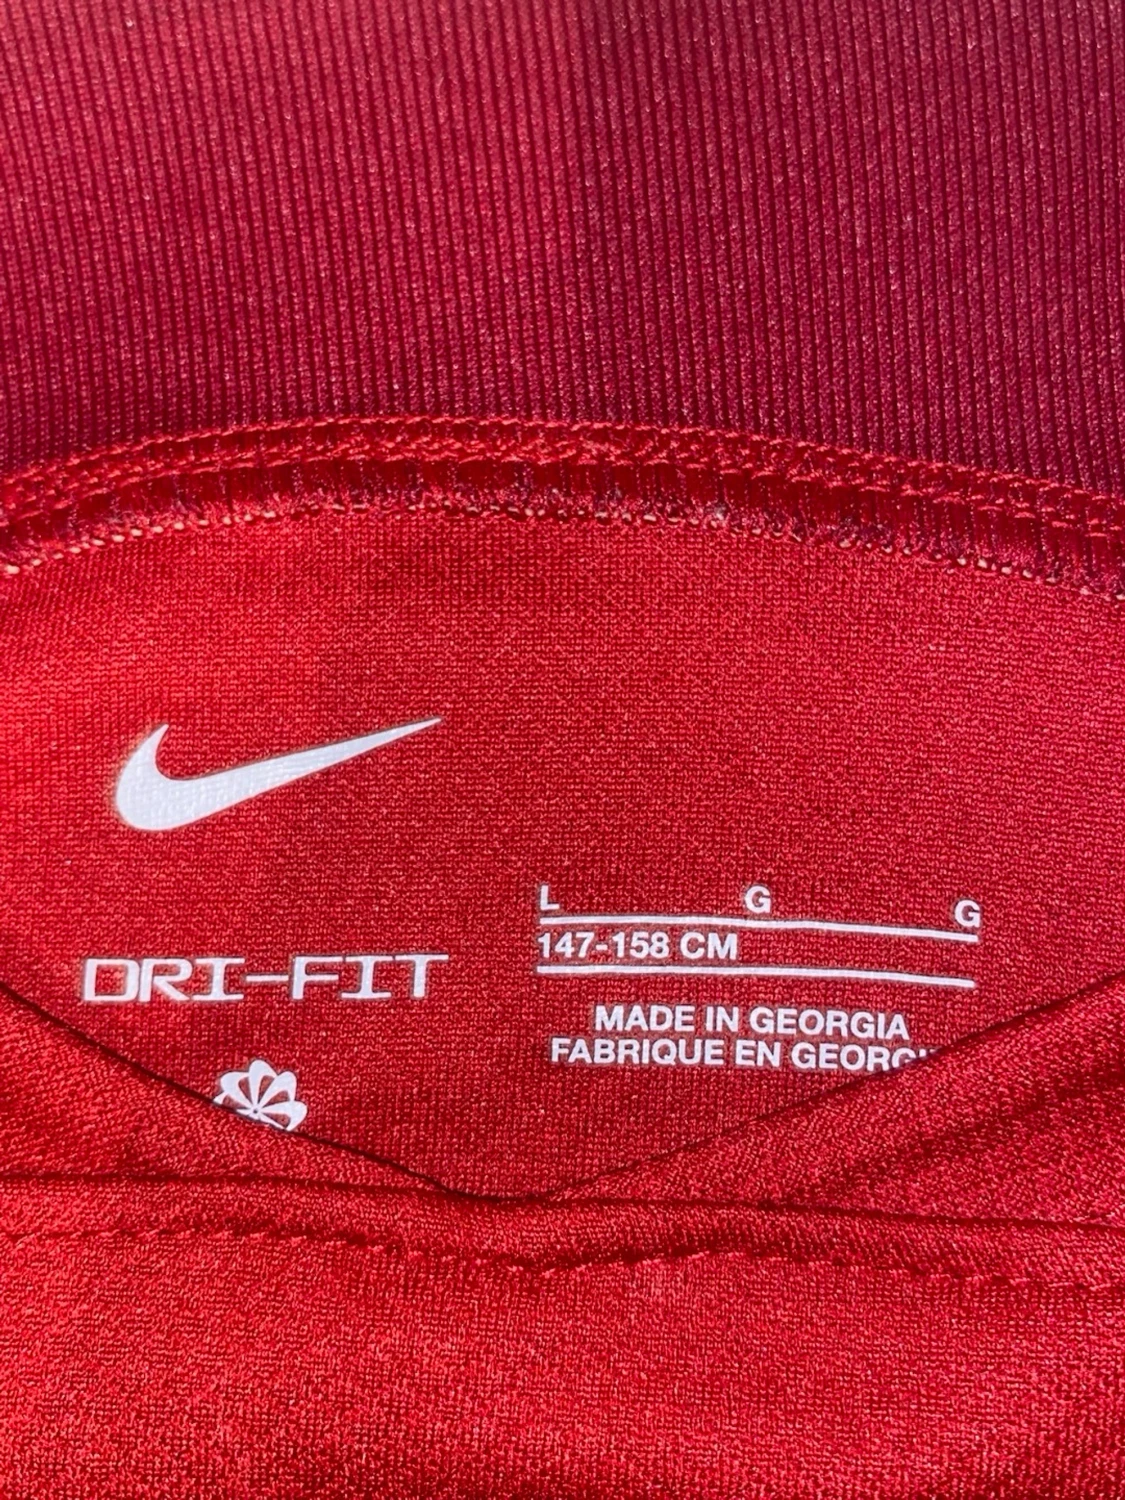 DRI-FIT
L G G
147-158 CM
MADE IN GEORGIA
FABRIQUE EN